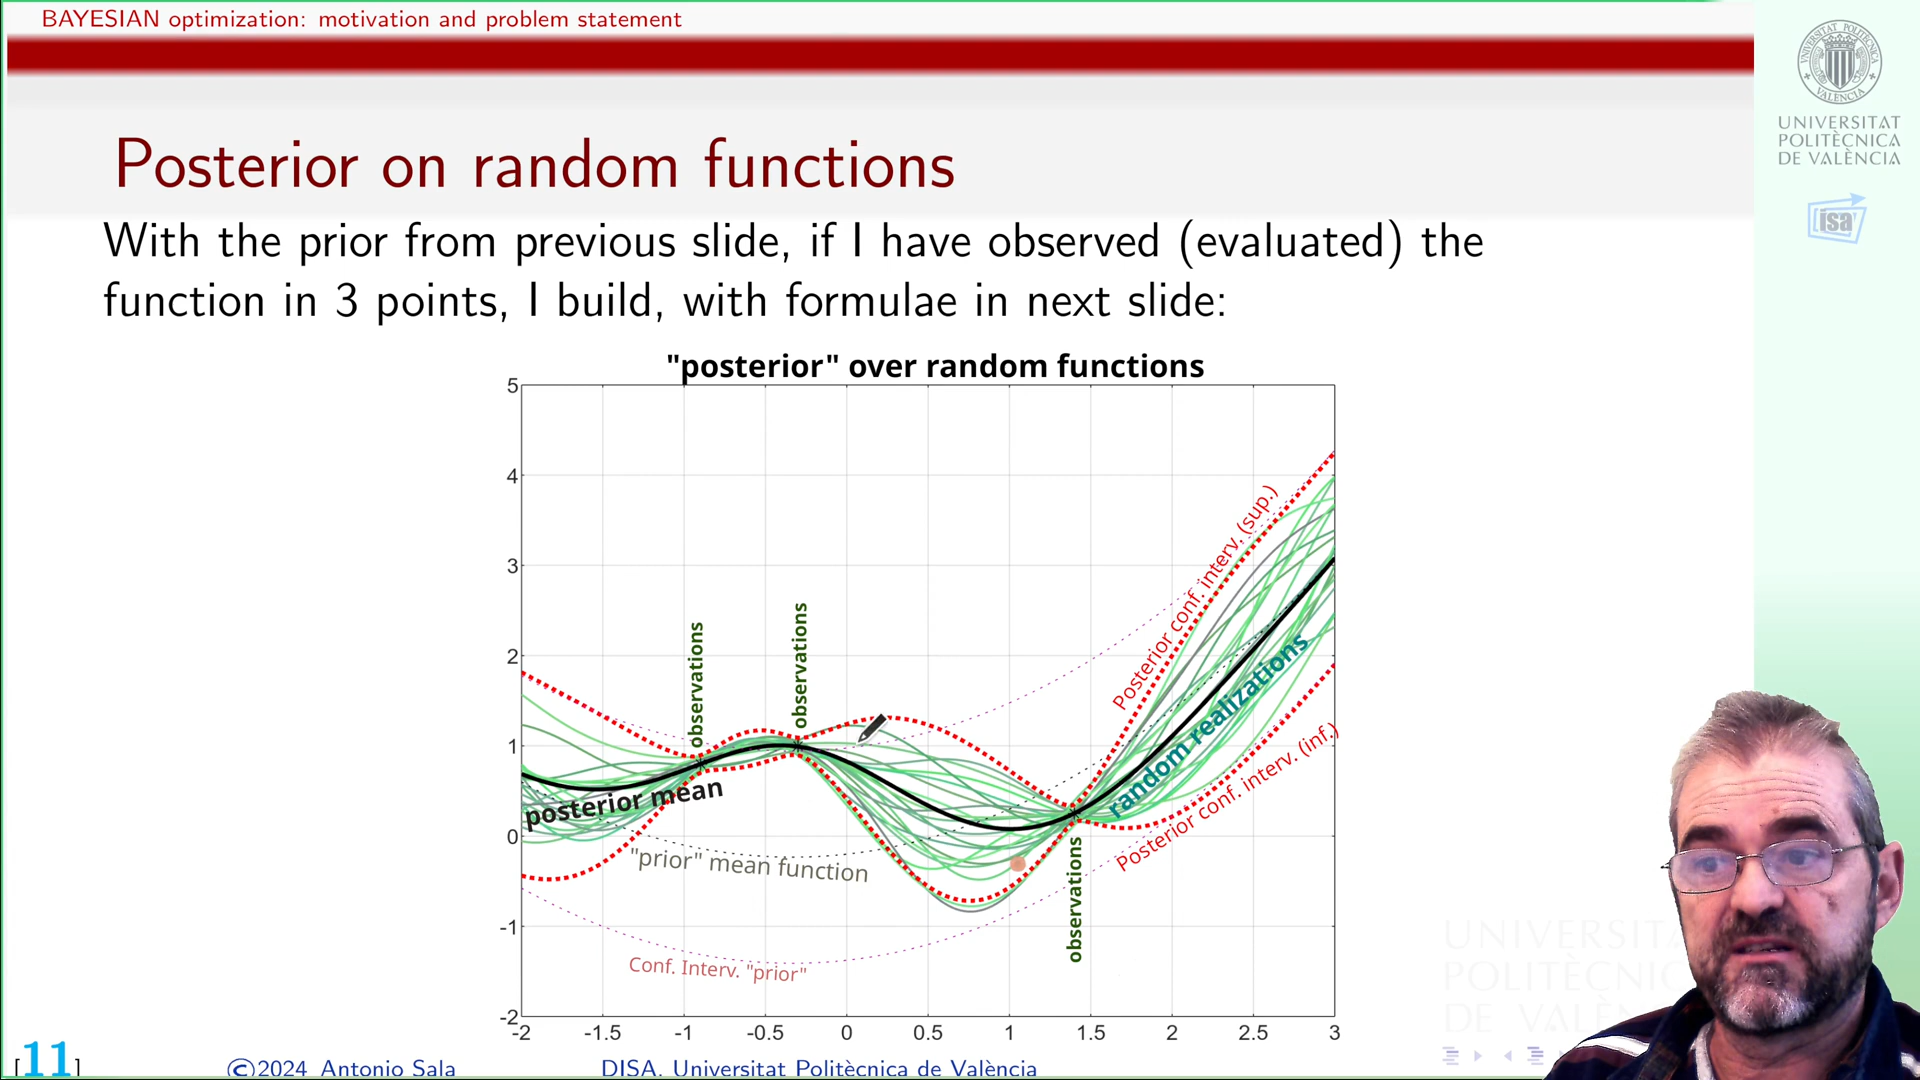 BAYESIAN optimization: motivation and problem statement
UNIVERSITAT
POLITÈCNICA
DE VALÈNCIA
isa
Posterior on random functions
With the prior from previous slide, if I have observed (evaluated) the
function in 3 points, I build, with formulae in next slide:
"posterior" over random functions
5
4
3
2
1
0
-1
-2
-2 -1.5 -1 -0.5 0 0.5 1 1.5 2 2.5 3
observations
observations
observations
posterior mean
"prior" mean function
Conf. Interv. "prior"
Posterior conf. interv. (sup.)
random realizations
Posterior conf. interv. (inf.)
[11]
©2024 Antonio Sala
DISA. Universitat Politècnica de València